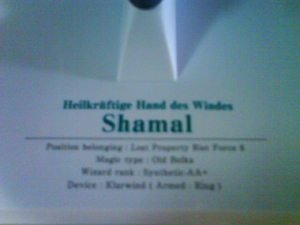 Heilkräftige Hand des Windes
Shamal
Position belonging : Lost Property Riot Force 6
Magic type : Old Belka
Wizard rank : Synthetic-AA+
Device : Klarwind ( Armed : Ring )